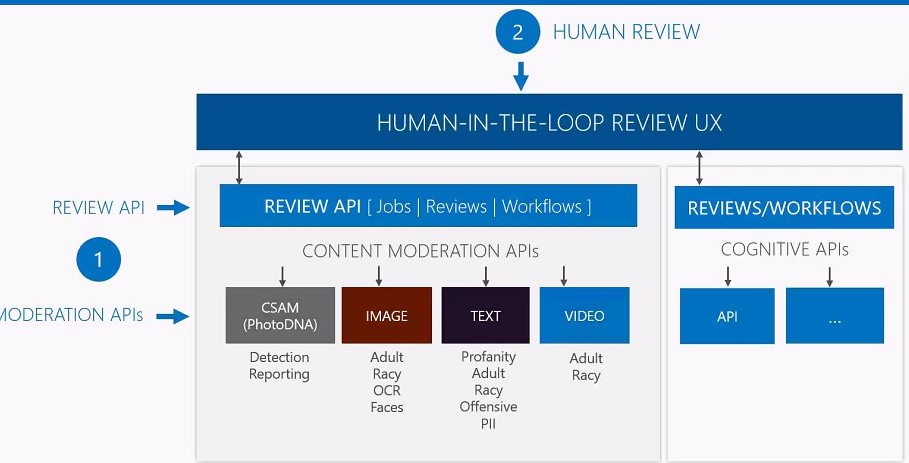 2 HUMAN REVIEW
HUMAN-IN-THE-LOOP REVIEW UX
REVIEW API
REVIEW API [ Jobs | Reviews | Workflows ]
REVIEWS/WORKFLOWS
1
CONTENT MODERATION APIs
COGNITIVE APIs
MODERATION APIs
CSAM
(PhotoDNA)
IMAGE
TEXT
VIDEO
API
...
Detection
Reporting
Adult
Racy
OCR
Faces
Profanity
Adult
Racy
Offensive
PII
Adult
Racy